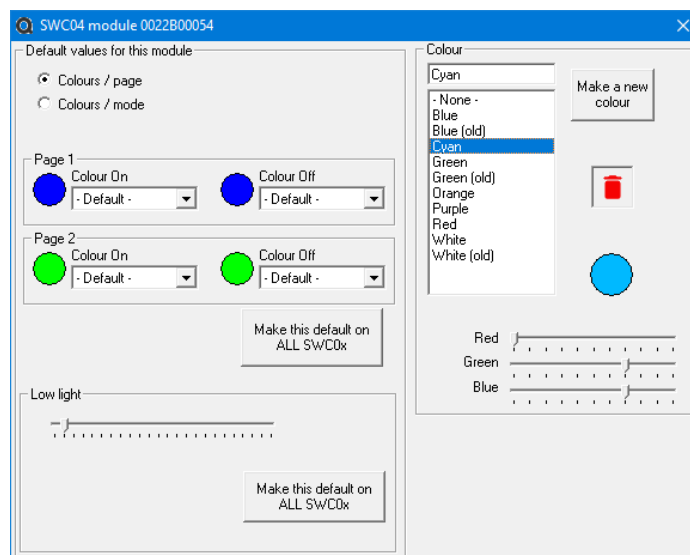 SWC04 module 0022B00054
Default values for this module
Colours / page
Colours / mode
Page 1
Colour On
- Default -
Colour Off
- Default -
Page 2
Colour On
- Default -
Colour Off
- Default -
Make this default on
ALL SWC0x
Low light
Make this default on
ALL SWC0x
Colour
Cyan
Make a new
colour
- None -
Blue
Blue (old)
Cyan
Green
Green (old)
Orange
Purple
Red
White
White (old)
Red
Green
Blue